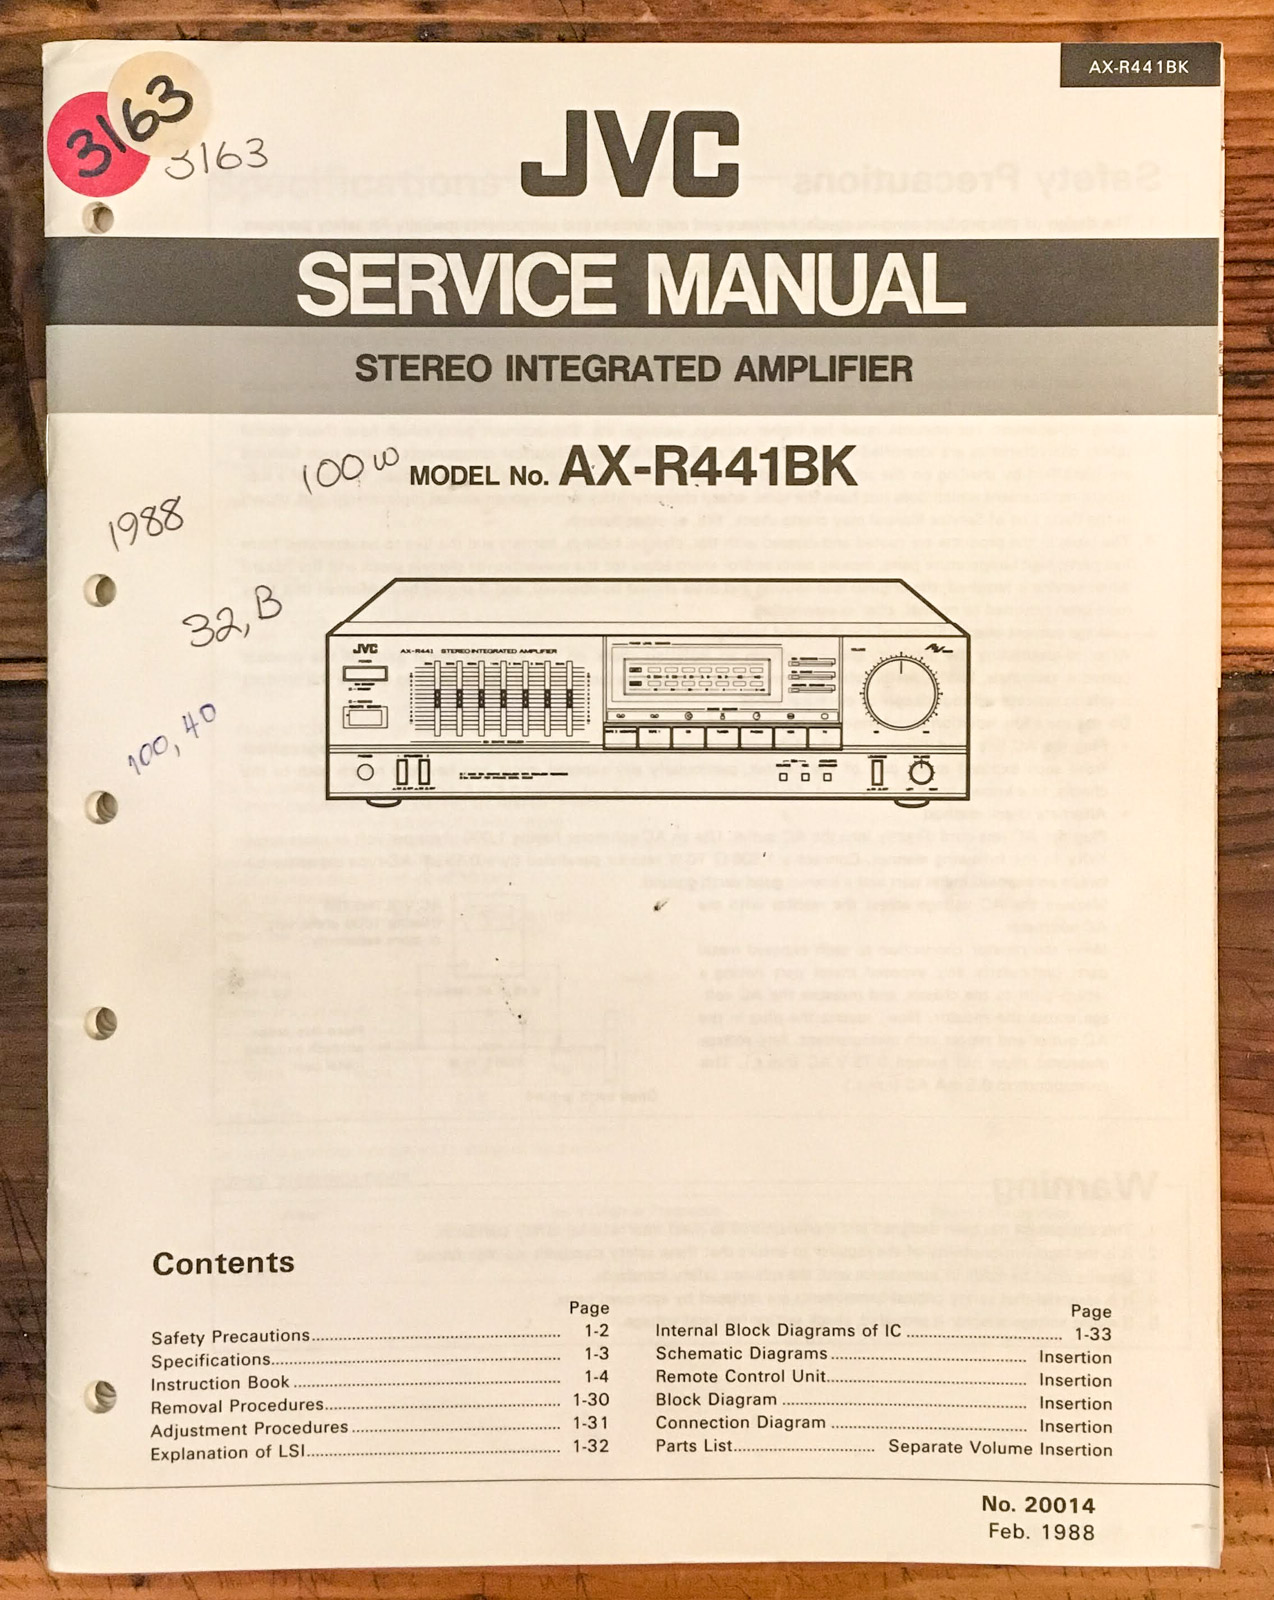 AX-R441BK
3163
3163
JVC
SERVICE MANUAL
STEREO INTEGRATED AMPLIFIER
100 W
MODEL No. AX-R441BK
1988
32, B
100, 40
JVC
AX-R441 STEREO INTEGRATED AMPLIFIER
Contents
Page
Safety Precautions 1-2
Specifications 1-3
Instruction Book 1-4
Removal Procedures 1-30
Adjustment Procedures 1-31
Explanation of LSI 1-32
Page
Internal Block Diagrams of IC 1-33
Schematic Diagrams Insertion
Remote Control Unit Insertion
Block Diagram Insertion
Connection Diagram Insertion
Parts List Separate Volume Insertion
No. 20014
Feb. 1988